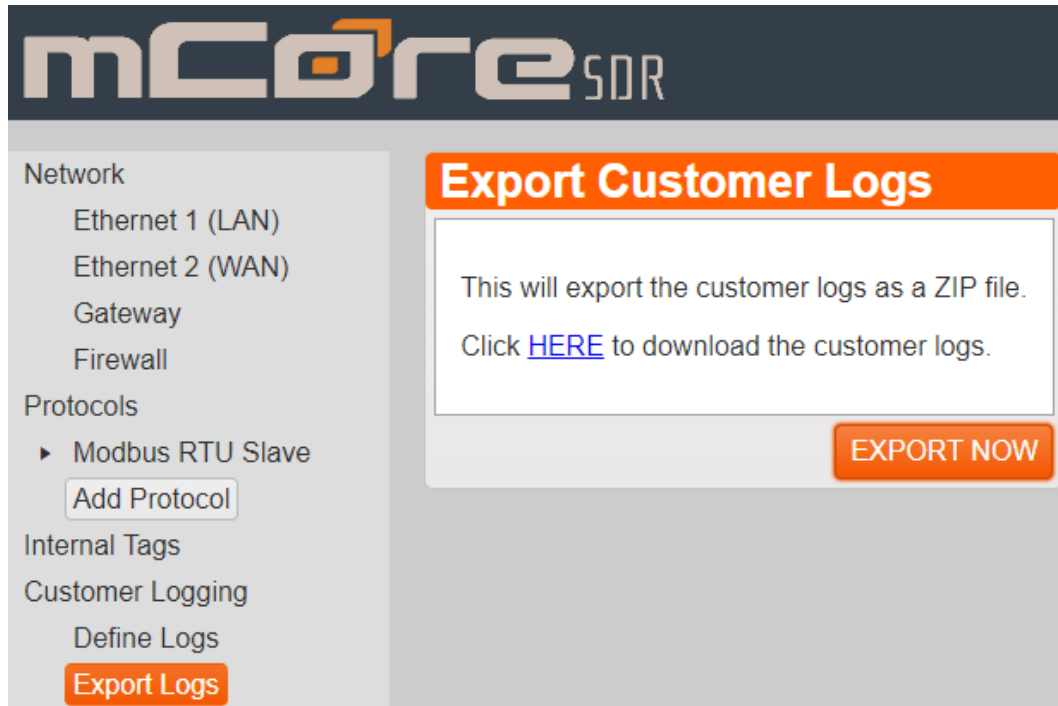 mCore SDR
Network
Ethernet 1 (LAN)
Ethernet 2 (WAN)
Gateway
Firewall
Protocols
Modbus RTU Slave
Add Protocol
Internal Tags
Customer Logging
Define Logs
Export Logs
Export Customer Logs
This will export the customer logs as a ZIP file.
Click HERE to download the customer logs.
EXPORT NOW